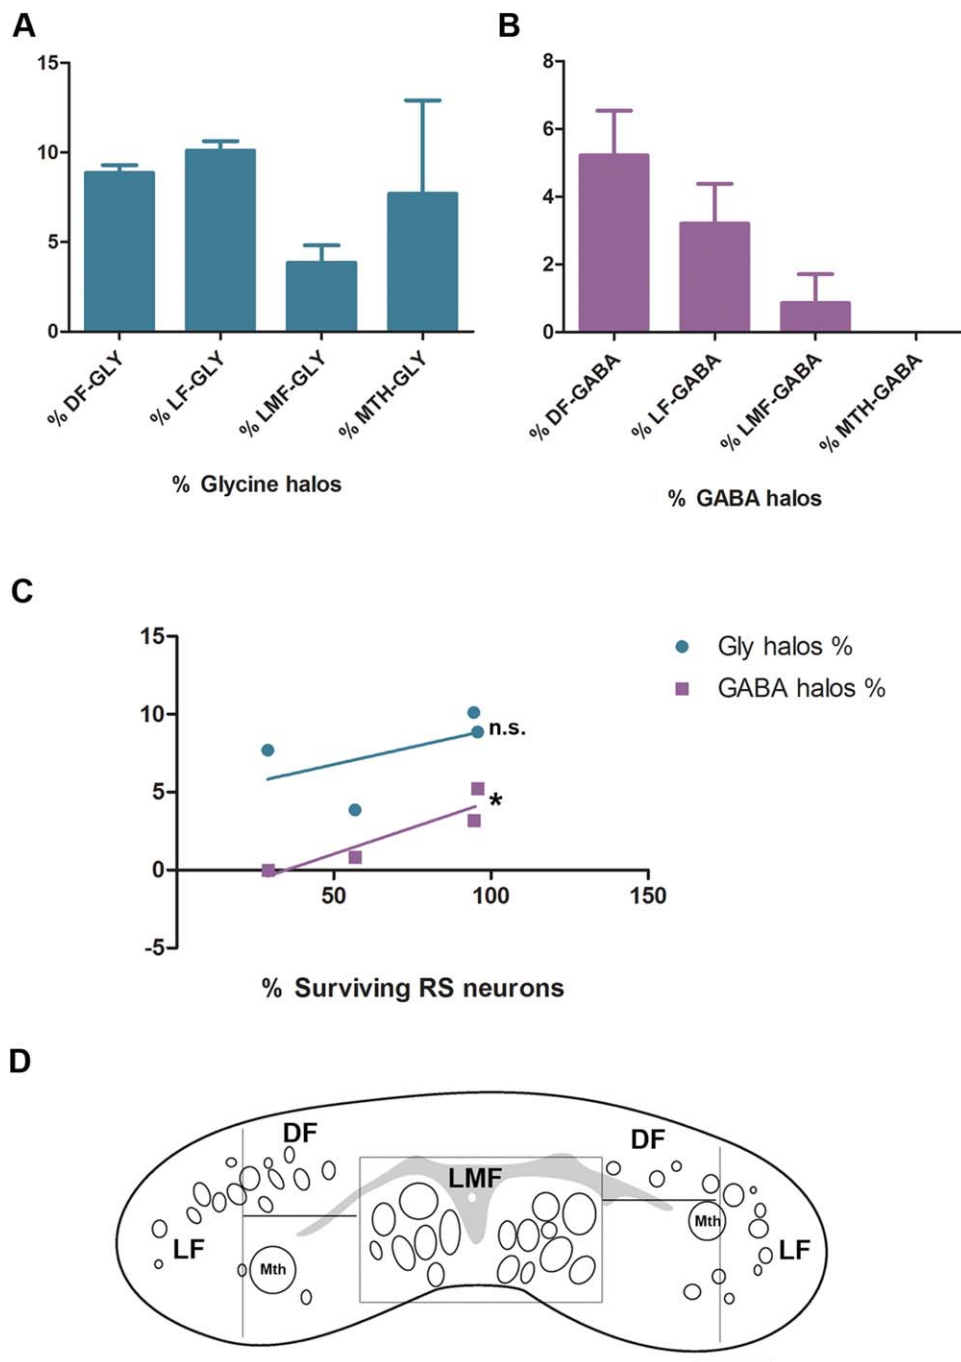 A
15
10
5
0
% DF-GLY
% LF-GLY
% LMF-GLY
% MTH-GLY
% Glycine halos
B
8
6
4
2
0
% DF-GABA
% LF-GABA
% LMF-GABA
% MTH-GABA
% GABA halos
C
15
10
5
0
-5
50
100
150
n.s.
*
Gly halos %
GABA halos %
% Surviving RS neurons
D
DF
DF
LMF
LF
Mth
Mth
LF